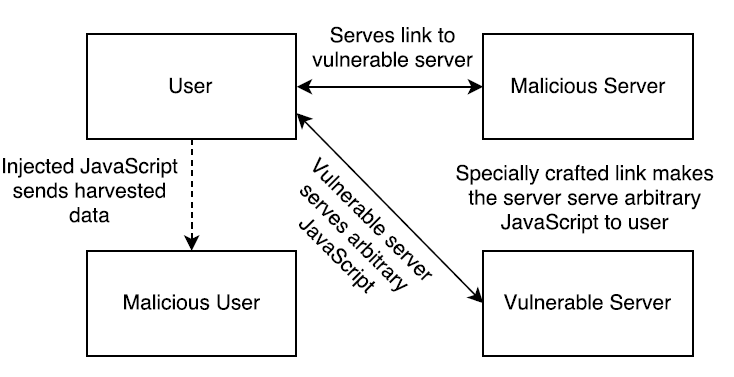 Serves link to
vulnerable server
User
Malicious Server
Injected JavaScript
sends harvested
data
Vulnerable server
serves arbitrary
JavaScript
Specially crafted link makes
the server serve arbitrary
JavaScript to user
Malicious User
Vulnerable Server